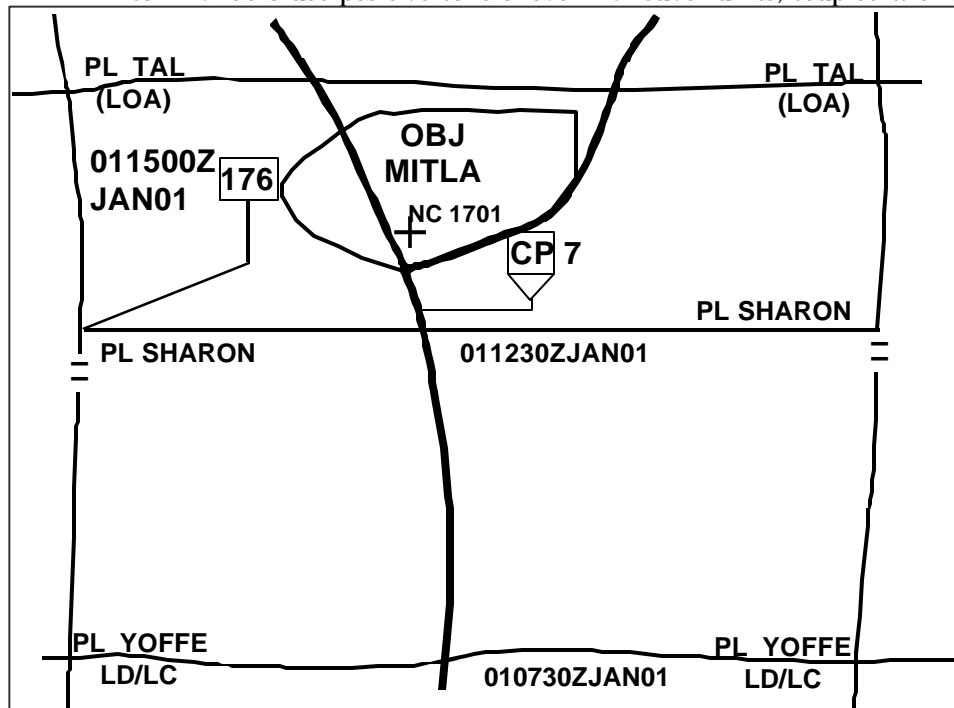 PL TAL
(LOA)
PL TAL
(LOA)
OBJ
MITLA
011500Z
JAN01
176
NC 1701
CP 7
PL SHARON
PL SHARON
011230ZJAN01
PL YOFFE
LD/LC
010730ZJAN01
PL YOFFE
LD/LC